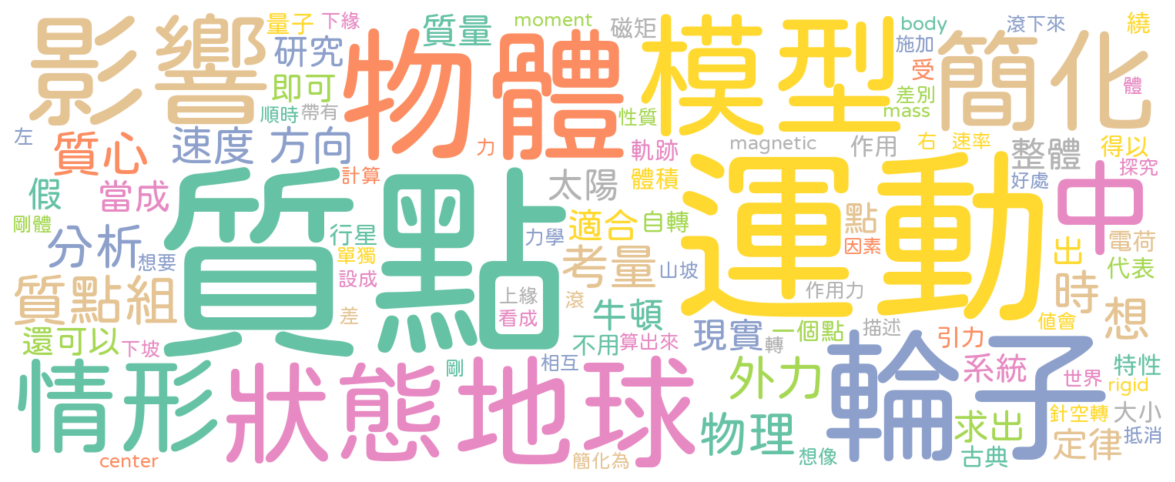 影響
量子
下緣
研究
即可
順時
帶有
物體
質量
moment
磁矩
性質
力
模型
body
施加
受
差別
mass
簡化
滾下來
繞
體
左
質心
速度
方向
計算
軌跡
體積
magnetic
作用
右
速率
整體
得以
好處
探究
假
當成
剛體
分析
想要
行星
單獨
設成
質點
太陽
適合
自轉
力學
考量
山坡
運動
點
因素
作用力
中
出
電荷
代表
時
想
值會
質點組
差
上緣
看成
滾
牛頓
還可以
下坡
不用
算出來
現實
一個點
描述
轉
引力
系統
世界
特性
rigid
情形
狀態
地球
剛
相互
外力
物理
想像
輪子
求出
古典
針空轉
大小
定律
抵消
center
簡化為